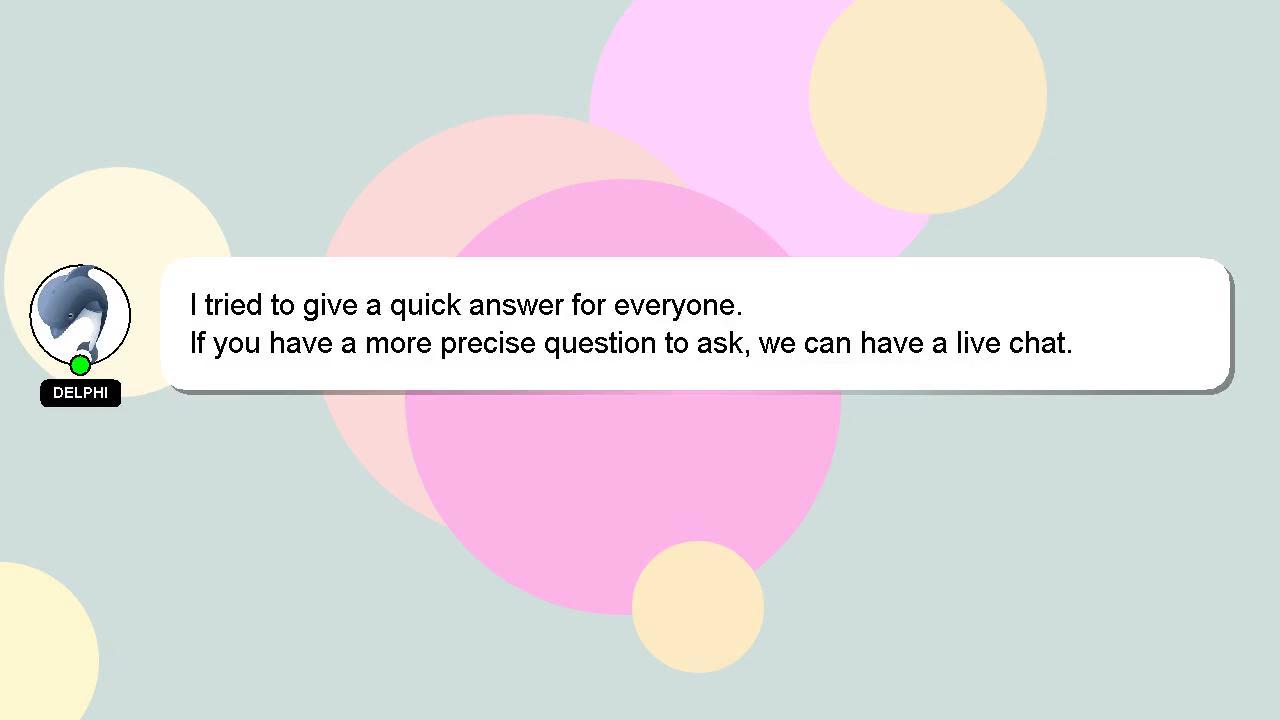 I tried to give a quick answer for everyone.
If you have a more precise question to ask, we can have a live chat.
DELPHI